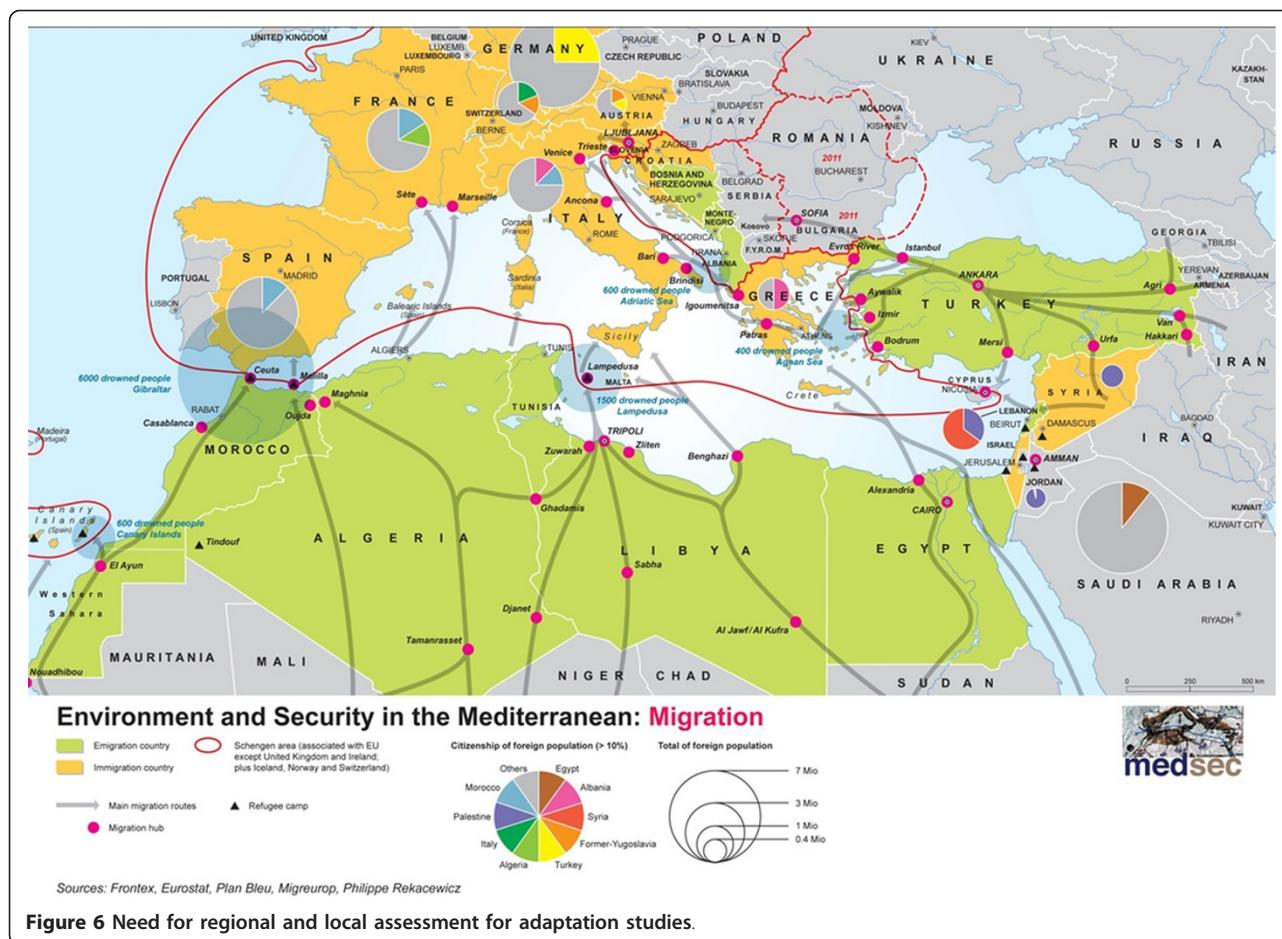 UNITED KINGDOM
BELGIUM
LUXEMB.
LUXEMBOURG
GERMANY
PRAGUE
CZECH REPUBLIC
POLAND
KIEV
UKRAINE
KAZAKH-
STAN
PARIS
FRANCE
SLOVAKIA
BRATISLAVA
VIENNA
AUSTRIA
BUDAPEST
HUNGARY
MOLDOVA
KISHINEV
RUSSIA
SWITZERLAND
BERNE
LJUBLJANA
SLOVENIA
Trieste
Venice
ZAGREB
CROATIA
ROMANIA
2011
BUCHAREST
BOSNIA AND
HERZEGOVINA
SARAJEVO
BELGRAD
SERBIA
Sète
Marseille
Ancona
ITALY
Corsica
(France)
ROME
MONTE-
NEGRO
PODGORICA
Kosovo
SKOPJE
F.Y.R.O.M.
SOFIA
2011
BULGARIA
TIRANA
ALBANIA
Evros River
Istanbul
GEORGIA
TBILISI
YEREVAN
ARMENIA
AZERBAIJAN
SPAIN
MADRID
PORTUGAL
LISBON
Balearic Islands
(Spain)
Sardinia
(Italia)
Bari
Brindisi
600 drowned people
Adriatic Sea
Igoumenitsa
GREECE
Patras
ATHENS
400 drowned people
Agean Sea
Aywalik
Izmir
Bodrum
ANKARA
TURKEY
Agri
Van
Hakkari
Mersi
Urfa
IRAN
Sicily
ALGIERS
TUNIS
Lampedusa
MALTA
1500 drowned people
Lampedusa
Crete
CYPRUS
NICOSIA
SYRIA
LEBANON
BEIRUT
DAMASCUS
BAGDAD
IRAQ
ISRAEL
JERUSALEM
AMMAN
JORDAN
6000 drowned people
Gibraltar
Ceuta
Melilla
Maghnia
Oujda
RABAT
Casablanca
MOROCCO
Madeira
(Portugal)
TUNISIA
TRIPOLI
Zuwarah
Zliten
Benghazi
Alexandria
CAIRO
KUWAIT
KUWAIT CITY
Canary
Islands
(Spain)
600 drowned people
Canary Islands
Tindouf
El Ayun
Western
Sahara
Ghadamis
ALGERIA
LIBYA
EGYPT
SAUDI ARABIA
RIYADH
Sabha
Djanet
Tamanrasset
Al Jawf / Al Kufra
MAURITANIA
MALI
NIGER
CHAD
SUDAN
Nouadhibou
0 250 500 km
Environment and Security in the Mediterranean: Migration
Emigration country
Immigration country
Schengen area (associated with EU
except United Kingdom and Ireland;
plus Iceland, Norway and Switzerland)
Main migration routes
Refugee camp
Migration hub
Citizenship of foreign population (> 10%)
Others
Egypt
Morocco
Albania
Palestine
Syria
Italy
Former-Yugoslavia
Algeria
Turkey
Total of foreign population
7 Mio
3 Mio
1 Mio
0.4 Mio
medsec
Sources: Frontex, Eurostat, Plan Bleu, Migreurop, Philippe Rekacewicz
Figure 6 Need for regional and local assessment for adaptation studies.